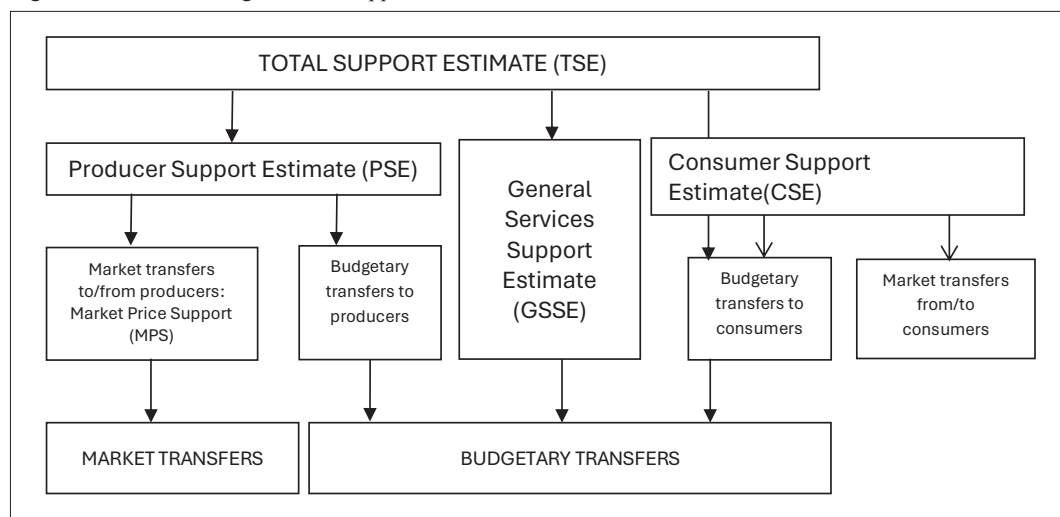 TOTAL SUPPORT ESTIMATE (TSE)
Producer Support Estimate (PSE)
General
Services
Support
Estimate
(GSSE)
Consumer Support
Estimate(CSE)
Market transfers
to/from producers:
Market Price Support
(MPS)
Budgetary
transfers to
producers
Budgetary
transfers to
consumers
Market transfers
from/to
consumers
MARKET TRANSFERS
BUDGETARY TRANSFERS